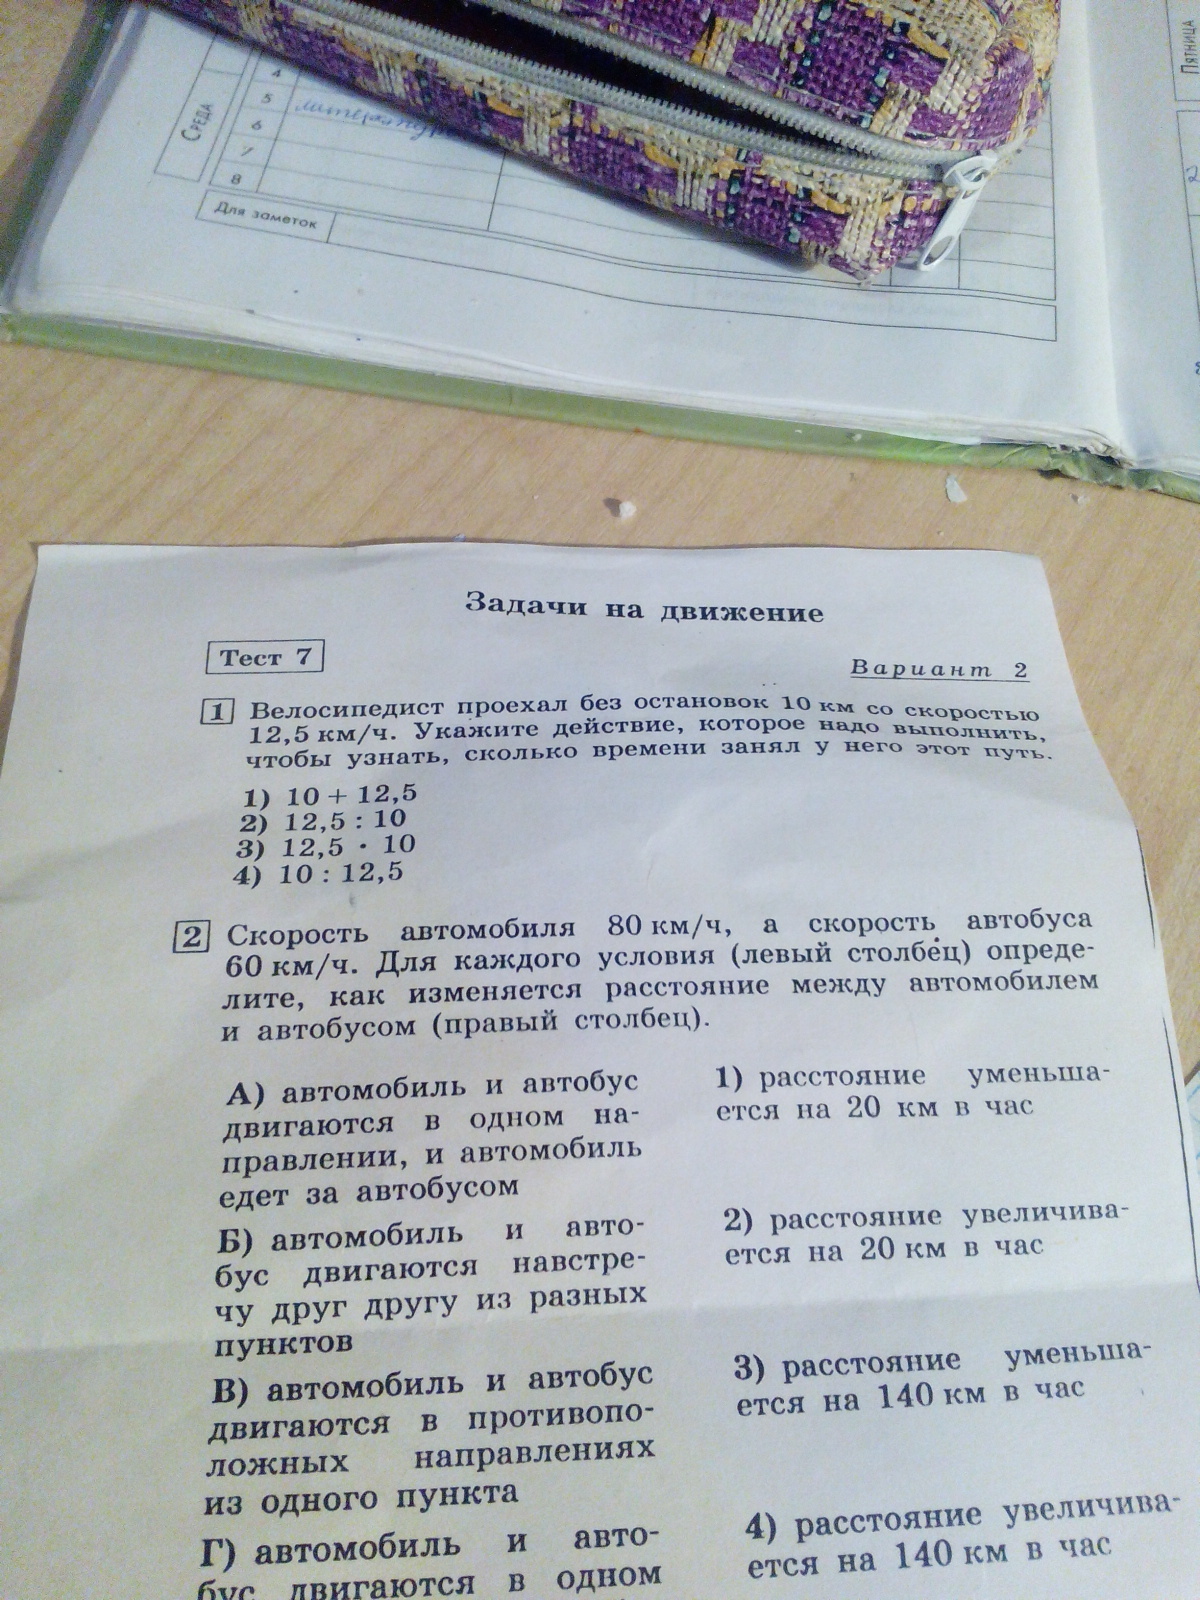 Среда
4
5
литература
6
7
8
Для заметок
Пятница
2
Задачи на движение
Тест 7
Вариант 2
1 Велосипедист проехал без остановок 10 км со скоростью
12,5 км/ч. Укажите действие, которое надо выполнить,
чтобы узнать, сколько времени занял у него этот путь.
1) 10 + 12,5
2) 12,5 : 10
3) 12,5 · 10
4) 10 : 12,5
2 Скорость автомобиля 80 км/ч, а скорость автобуса
60 км/ч. Для каждого условия (левый столбец) опреде-
лите, как изменяется расстояние между автомобилем
и автобусом (правый столбец).
А) автомобиль и автобус
двигаются в одном на-
правлении, и автомобиль
едет за автобусом
Б) автомобиль и авто-
бус двигаются навстре-
чу друг другу из разных
пунктов
В) автомобиль и автобус
двигаются в противопо-
ложных направлениях
из одного пункта
Г) автомобиль и авто-
бус двигаются в одном
1) расстояние уменьша-
ется на 20 км в час
2) расстояние увеличива-
ется на 20 км в час
3) расстояние уменьша-
ется на 140 км в час
4) расстояние увеличива-
ется на 140 км в час